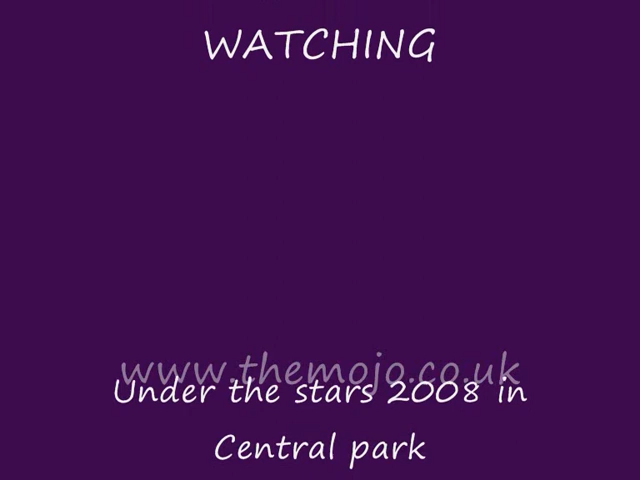 WATCHING
www.themojo.co.uk
Under the stars 2008 in
Central park